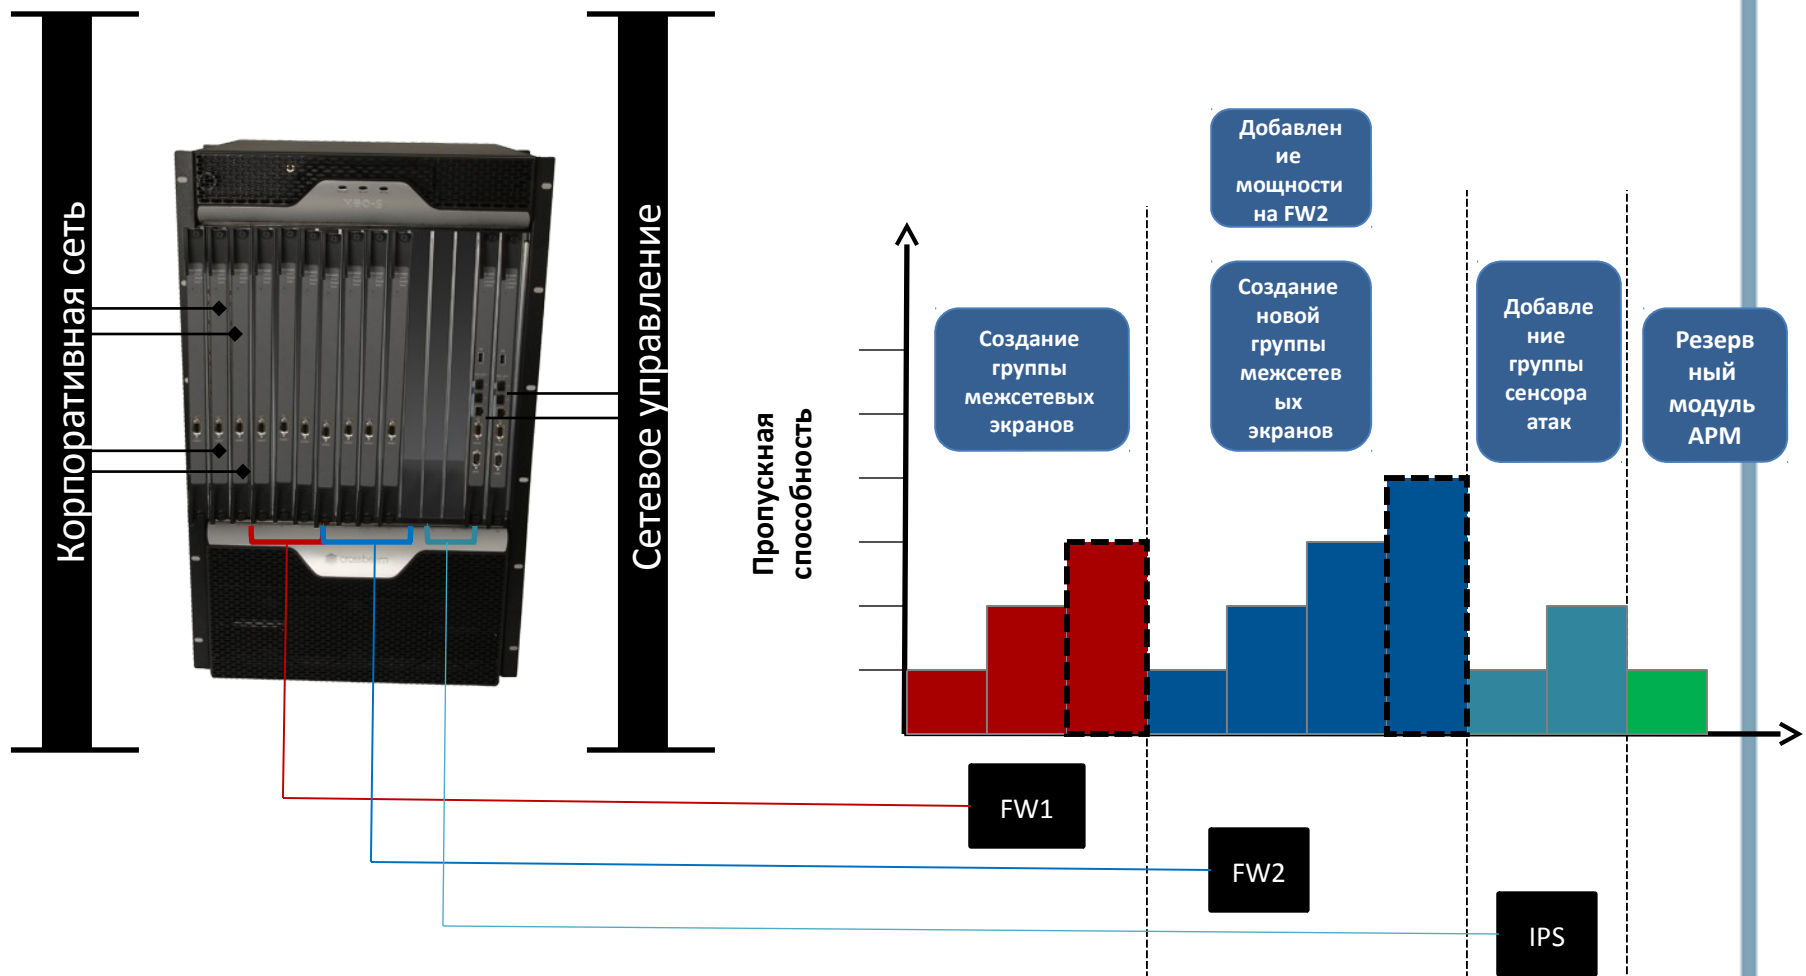 Корпоративная сеть
Сетевое управление
X80-S
Пропускная
способность
Создание
группы
межсетевых
экранов
Добавлен
ие
мощности
на FW2
Создание
новой
группы
межсетев
ых
экранов
Добавле
ние
группы
сенсора
атак
Резерв
ный
модуль
АРМ
FW1
FW2
IPS